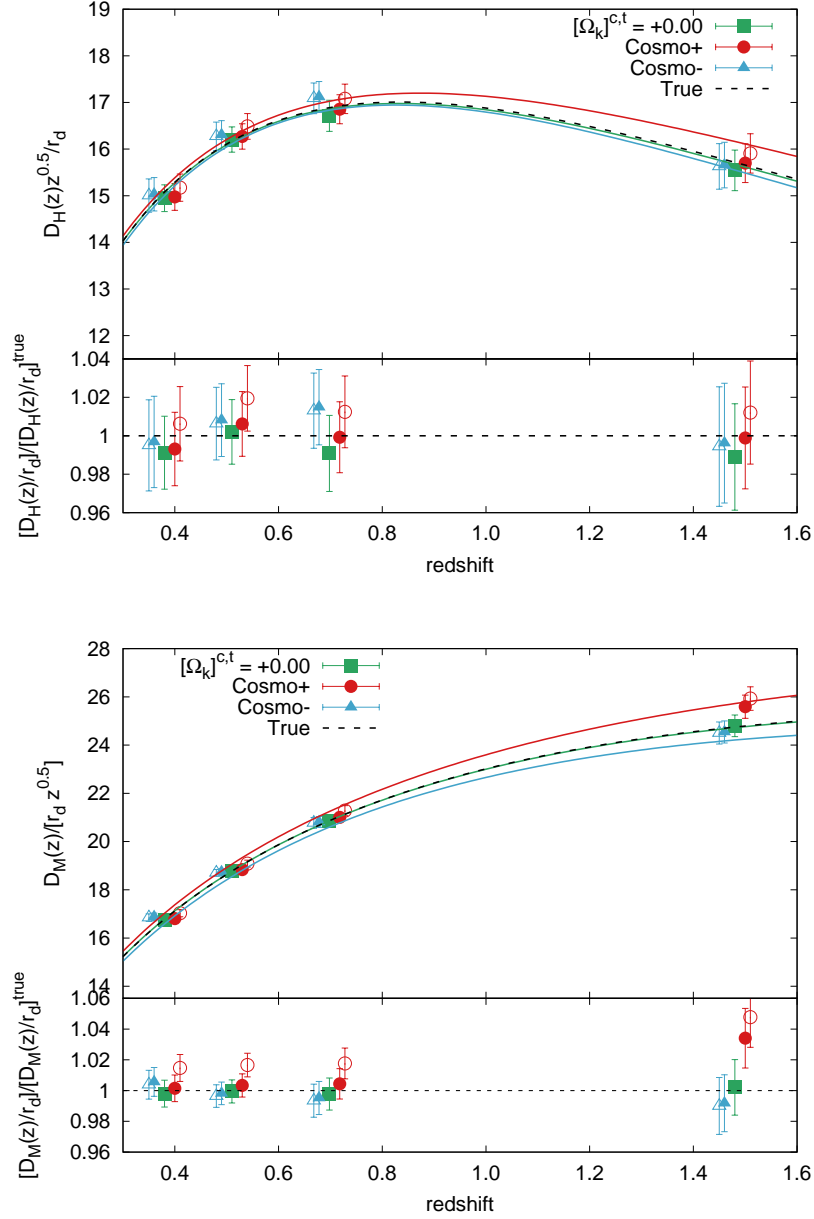 19
18
17
16
15
14
13
12
D_H(z)z^0.5/r_d
[Ω_k]^c,t = +0.00
Cosmo+
Cosmo-
True
1.04
1.02
1
0.98
0.96
[D_H(z)/r_d]/[D_H(z)/r_d]^true
0.4 0.6 0.8 1.0 1.2 1.4 1.6
redshift
28
26
24
22
20
18
16
14
D_M(z)/[r_d z^0.5]
[Ω_k]^c,t = +0.00
Cosmo+
Cosmo-
True
1.06
1.04
1.02
1
0.98
0.96
[D_M(z)/r_d]/[D_M(z)/r_d]^true
0.4 0.6 0.8 1.0 1.2 1.4 1.6
redshift